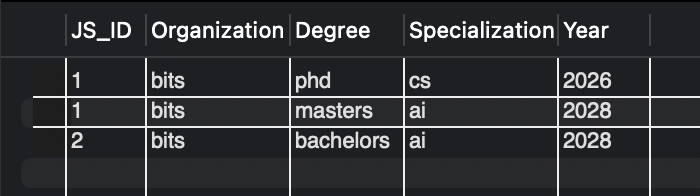 JS_ID Organization Degree Specialization Year
1 bits phd cs 2026
1 bits masters ai 2028
2 bits bachelors ai 2028